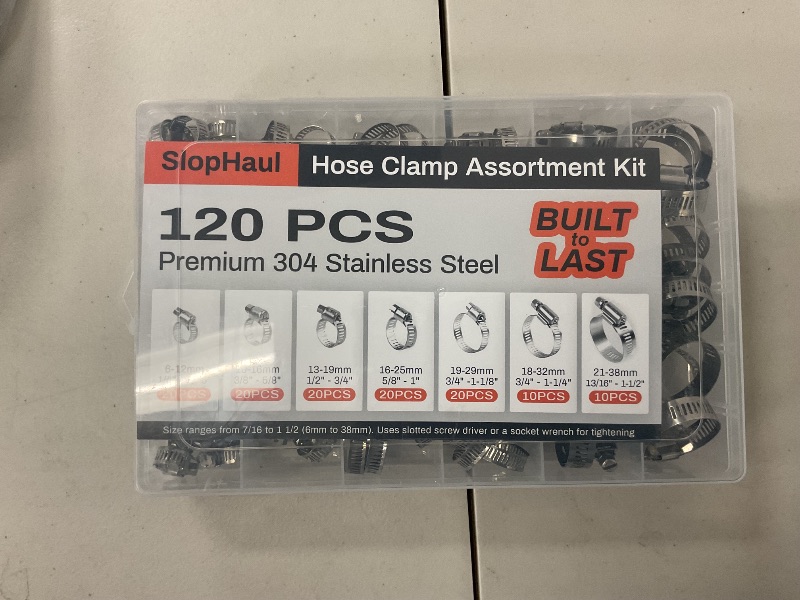 SlopHaul Hose Clamp Assortment Kit
120 PCS
Premium 304 Stainless Steel
BUILT
to
LAST
13-19mm
1/2" - 3/4"
20PCS
16-25mm
5/8" - 1"
20PCS
19-29mm
3/4" -1-1/8"
20PCS
18-32mm
3/4" - 1-1/4"
10PCS
21-38mm
13/16" - 1-1/2"
10PCS
20PCS
Size ranges from 7/16 to 1 1/2 (6mm to 38mm). Uses slotted screw driver or a socket wrench for tightening